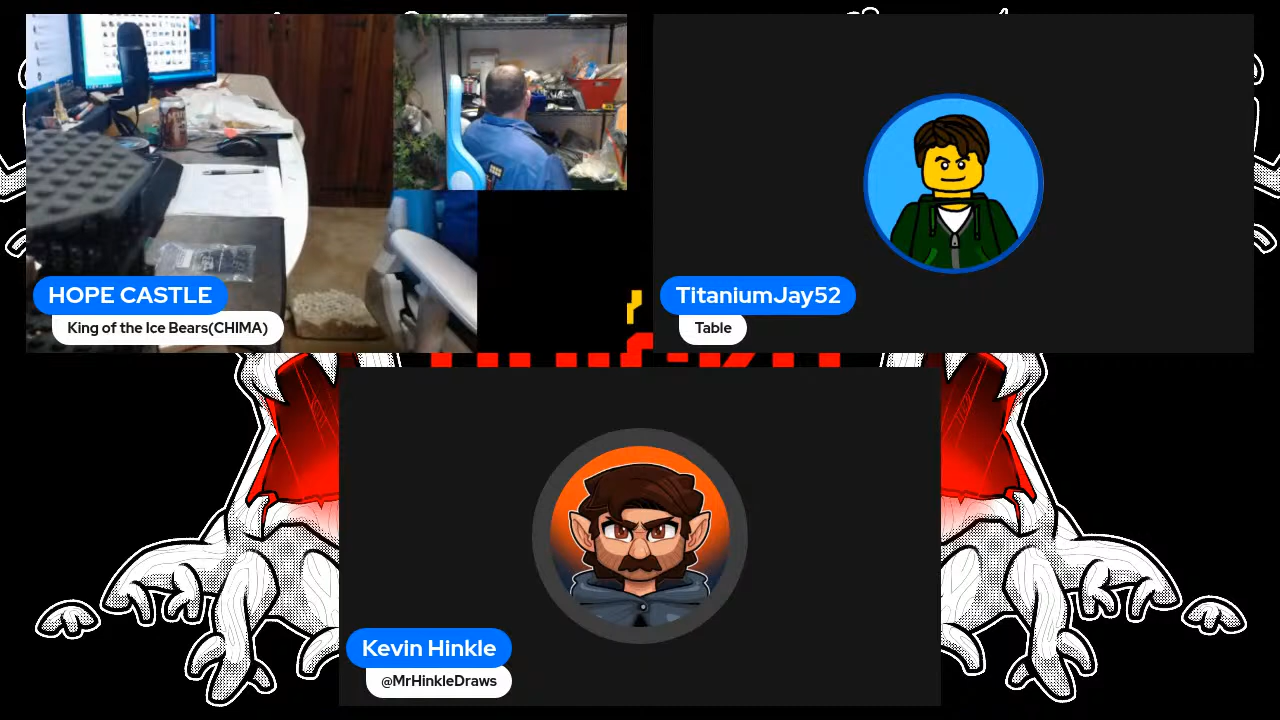 HOPE CASTLE
King of the Ice Bears(CHIMA)
TitaniumJay52
Table
Kevin Hinkle
@MrHinkleDraws